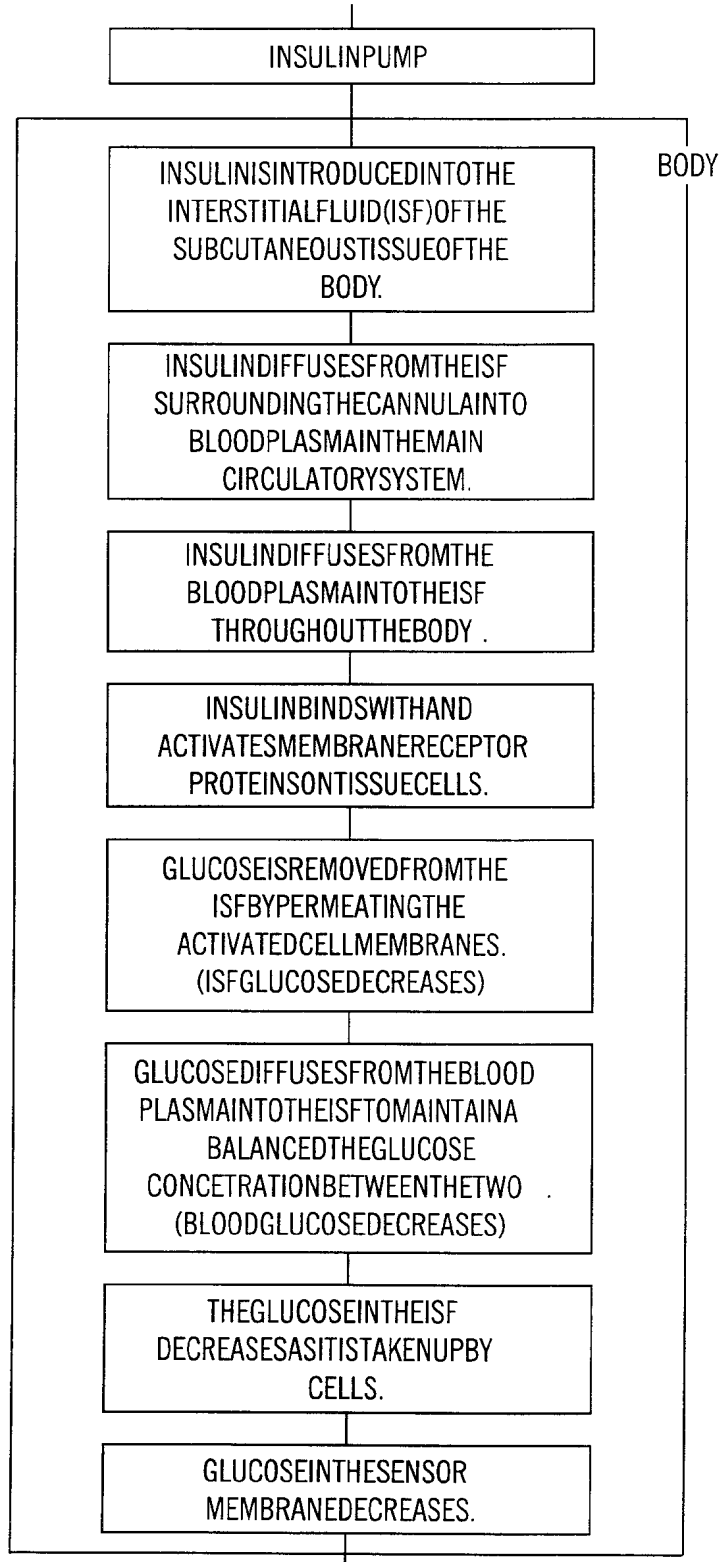 INSULINPUMP
BODY
INSULINISINTRODUCEDINTOTHE
INTERSTITIALFLUID(ISF)OFTHE
SUBCUTANEOUSTISSUEOFTHE
BODY.
INSULINDIFFUSESFROMTHEISF
SURROUNDINGTHECANNULAINTO
BLOODPLASMAINTHEMAIN
CIRCULATORYSYSTEM.
INSULINDIFFUSESFROMTHE
BLOODPLASMAINTOTHEISF
THROUGHOUTTHEBODY .
INSULINBINDSWITHAND
ACTIVATESMEMBRANERECEPTOR
PROTEINSONTISSUECELLS.
GLUCOSEISREMOVEDFROMTHE
ISFBYPERMEATINGTHE
ACTIVATEDCELLMEMBRANES.
(ISFGLUCOSEDECREASES)
GLUCOSEDIFFUSESFROMTHEBLOOD
PLASMAINTOTHEISFTOMAINTAINA
BALANCEDTHEGLUCOSE
CONCETRATIONBETWEENTHETWO .
(BLOODGLUCOSEDECREASES)
THEGLUCOSEINTHEISF
DECREASESASITISTAKENUPBY
CELLS.
GLUCOSEINTHESENSOR
MEMBRANEDECREASES.